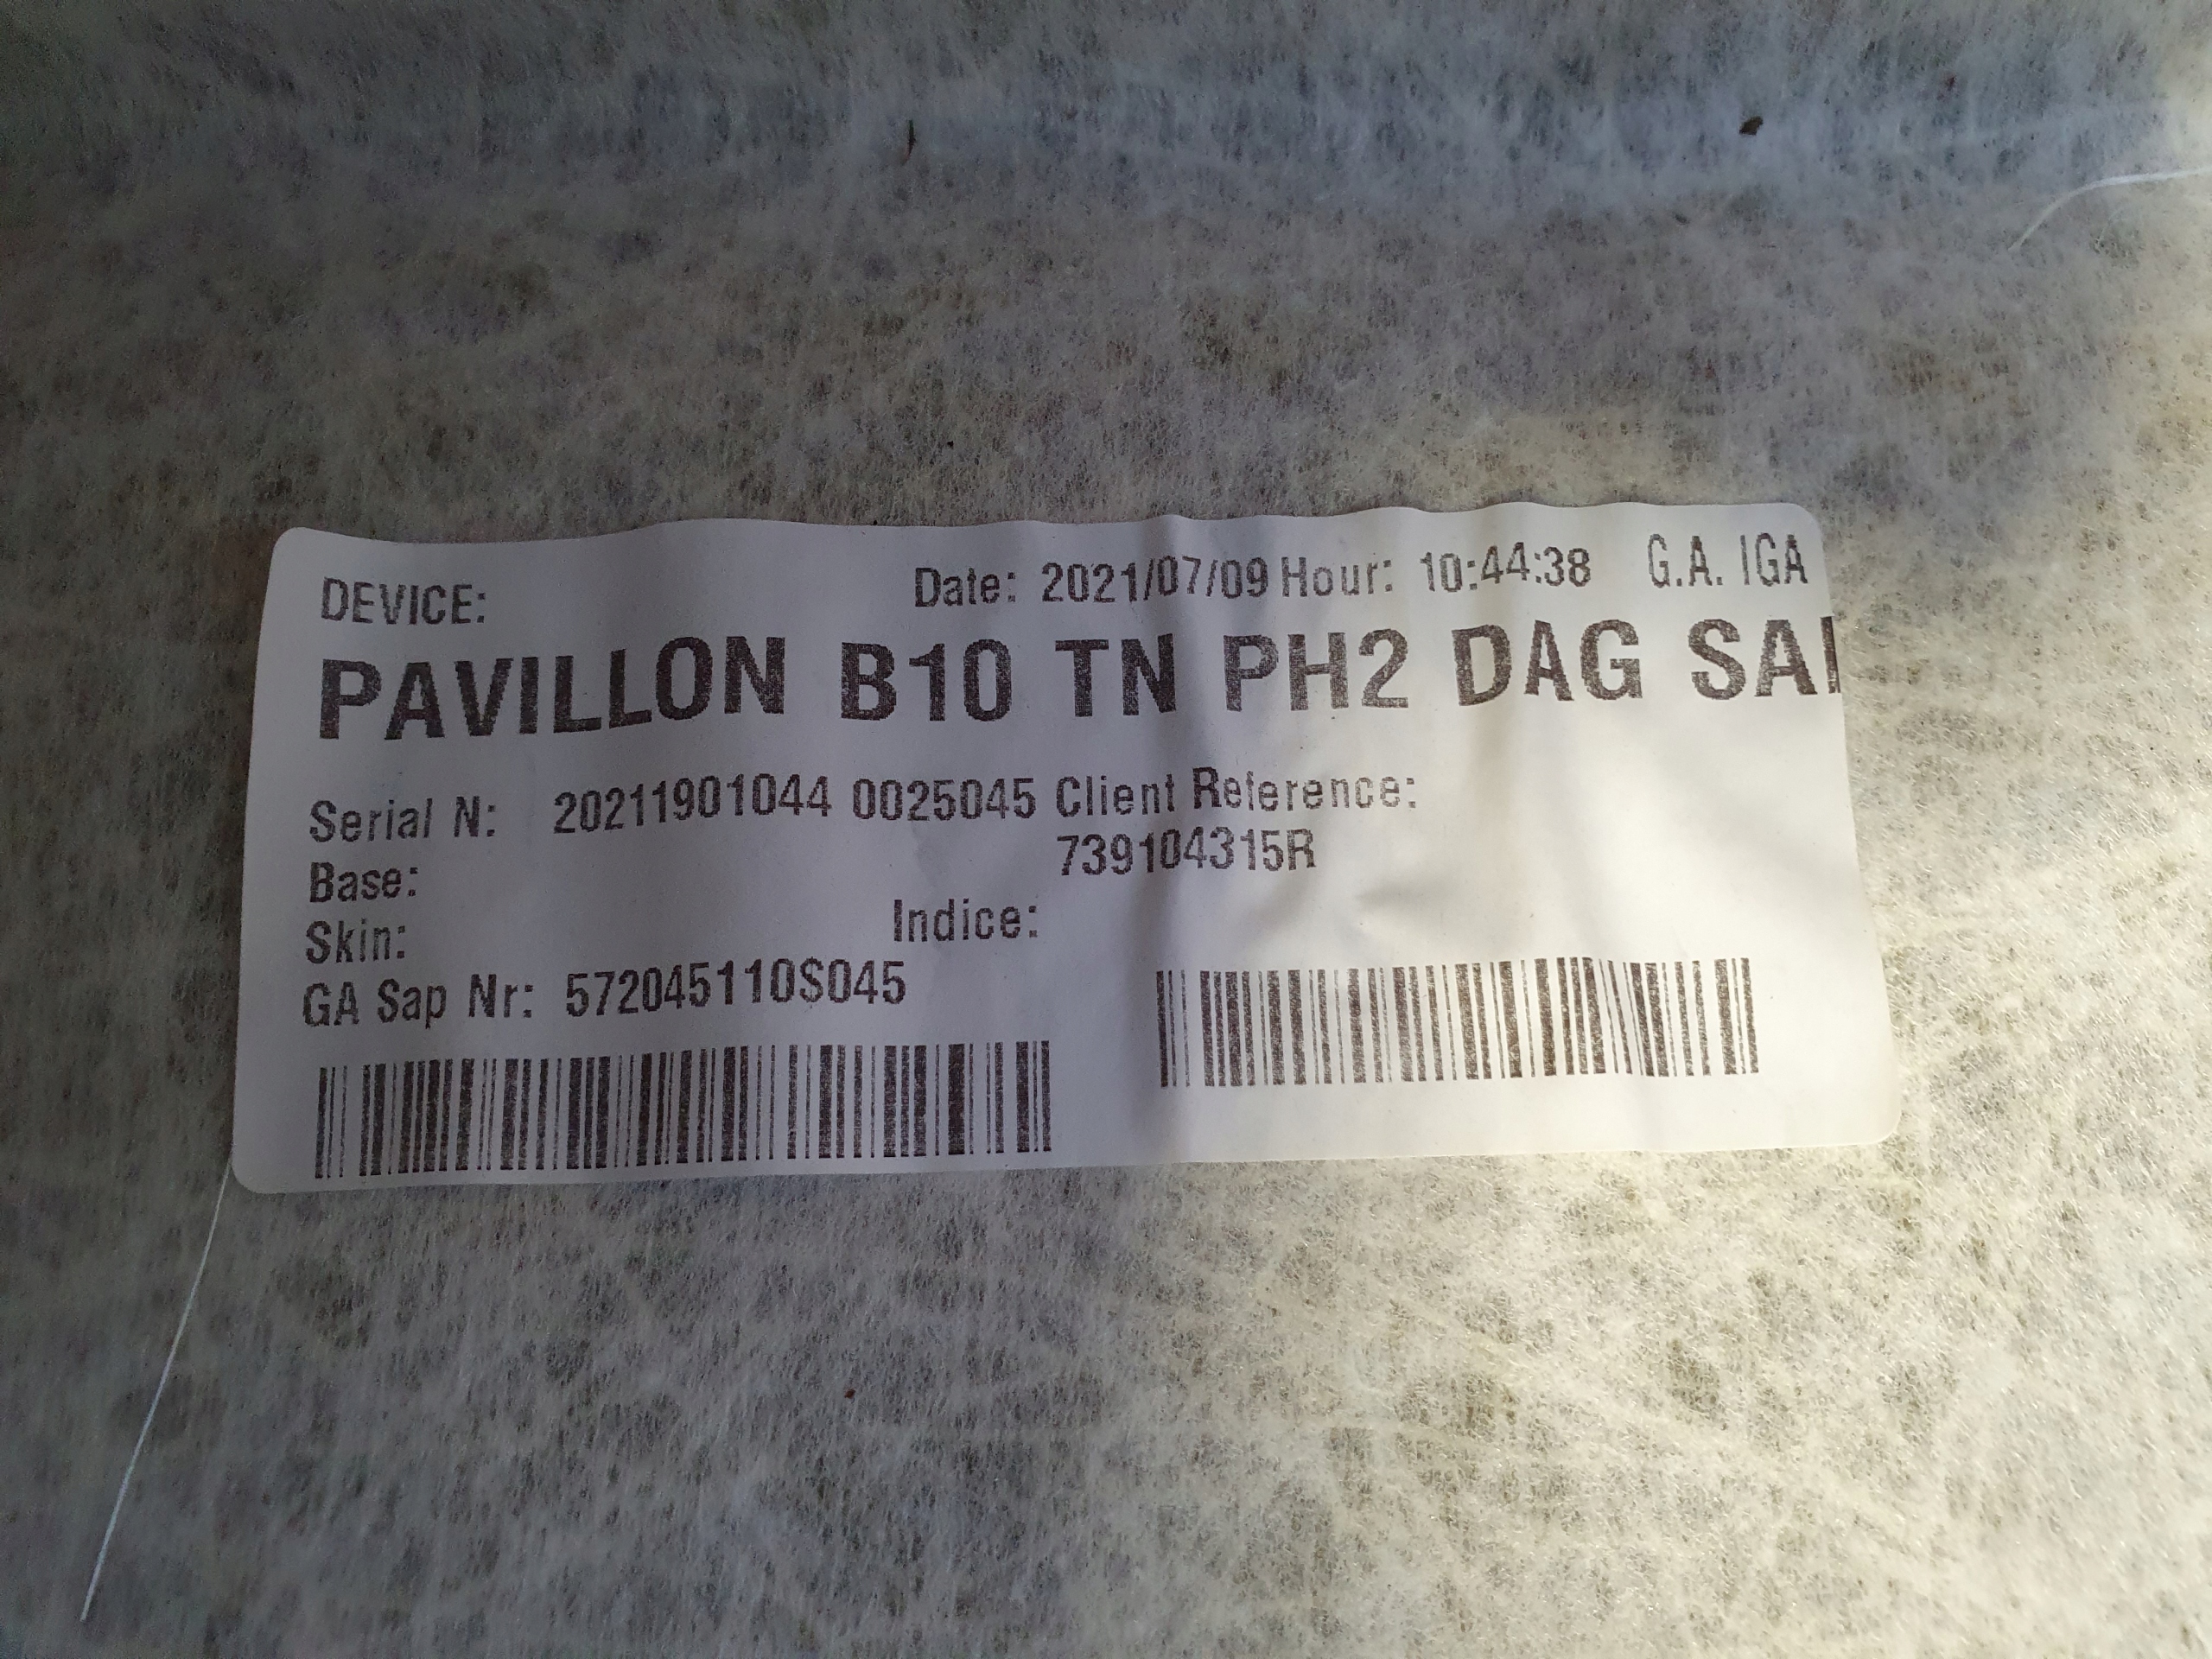 DEVICE: Date: 2021/07/09 Hour: 10:44:38 G.A. IGA
PAVILLON B10 TN PH2 DAG
Serial N: 20211901044 0025045 Client Reference:
739104315R
Base:
Indice:
Skin:
GA Sap Nr: 572045110S045